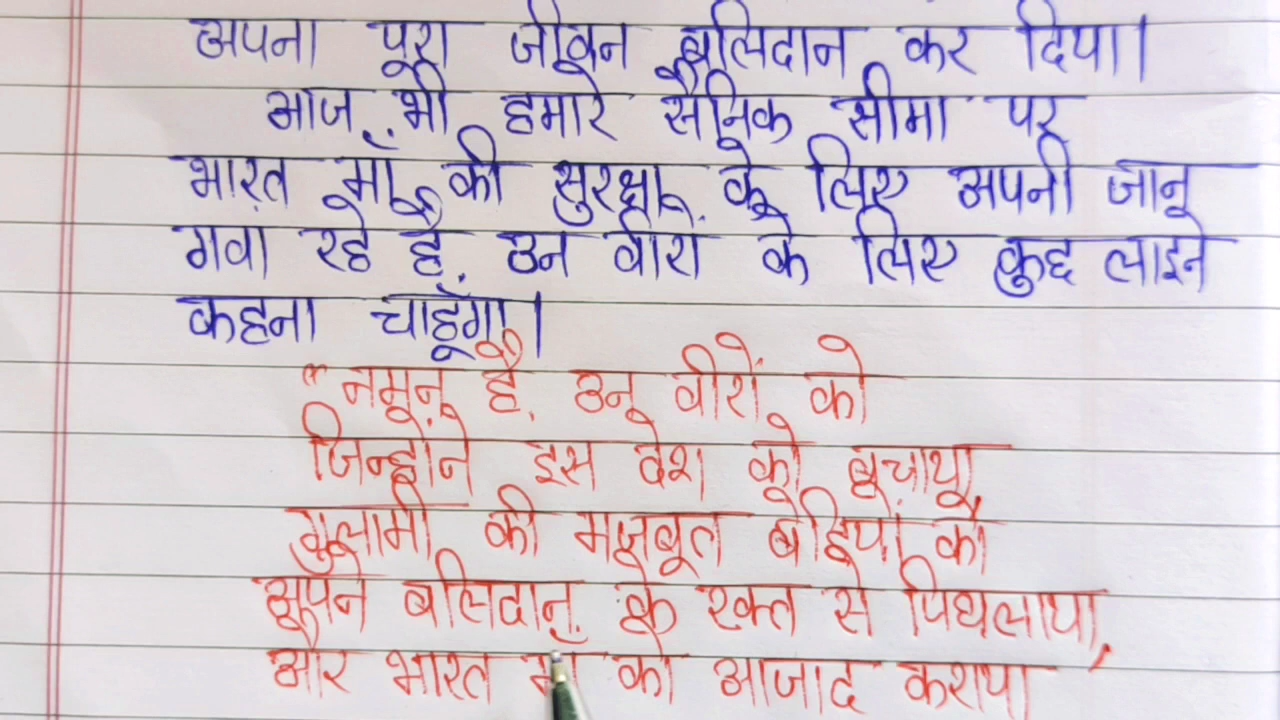 अपना पूरा जीवन बलिदान कर दिया।
आज भी हमारे सैनिक सीमा पर
भारत माँ की सुरक्षा के लिए अपनी जान
गवा रहे हैं, उन वीरों के लिए कुछ लाइने
कहना चाहूँगा।
"नमन है, उन वीरों को
जिन्होंने इस देश को बचाया,
गुलामी की मजबूत बेड़ियों को
अपने बलिदान के रक्त से पिघलाया,
और भारत माँ को आजाद कराया"